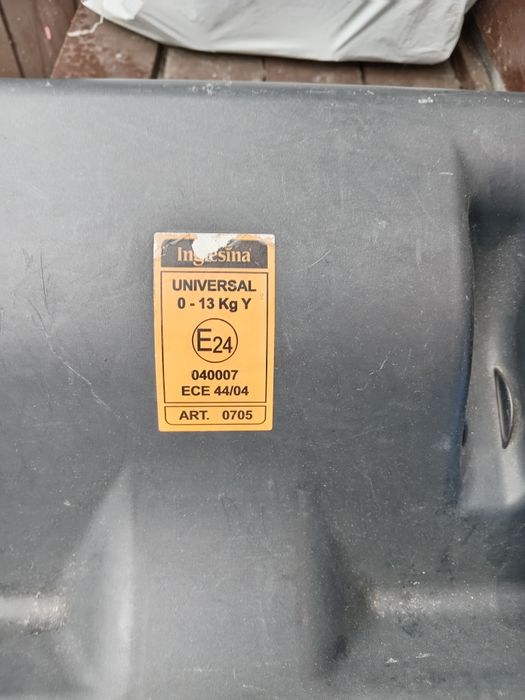 Inglesina
UNIVERSAL
0 - 13 Kg Y
E24
040007
ECE 44/04
ART. 0705